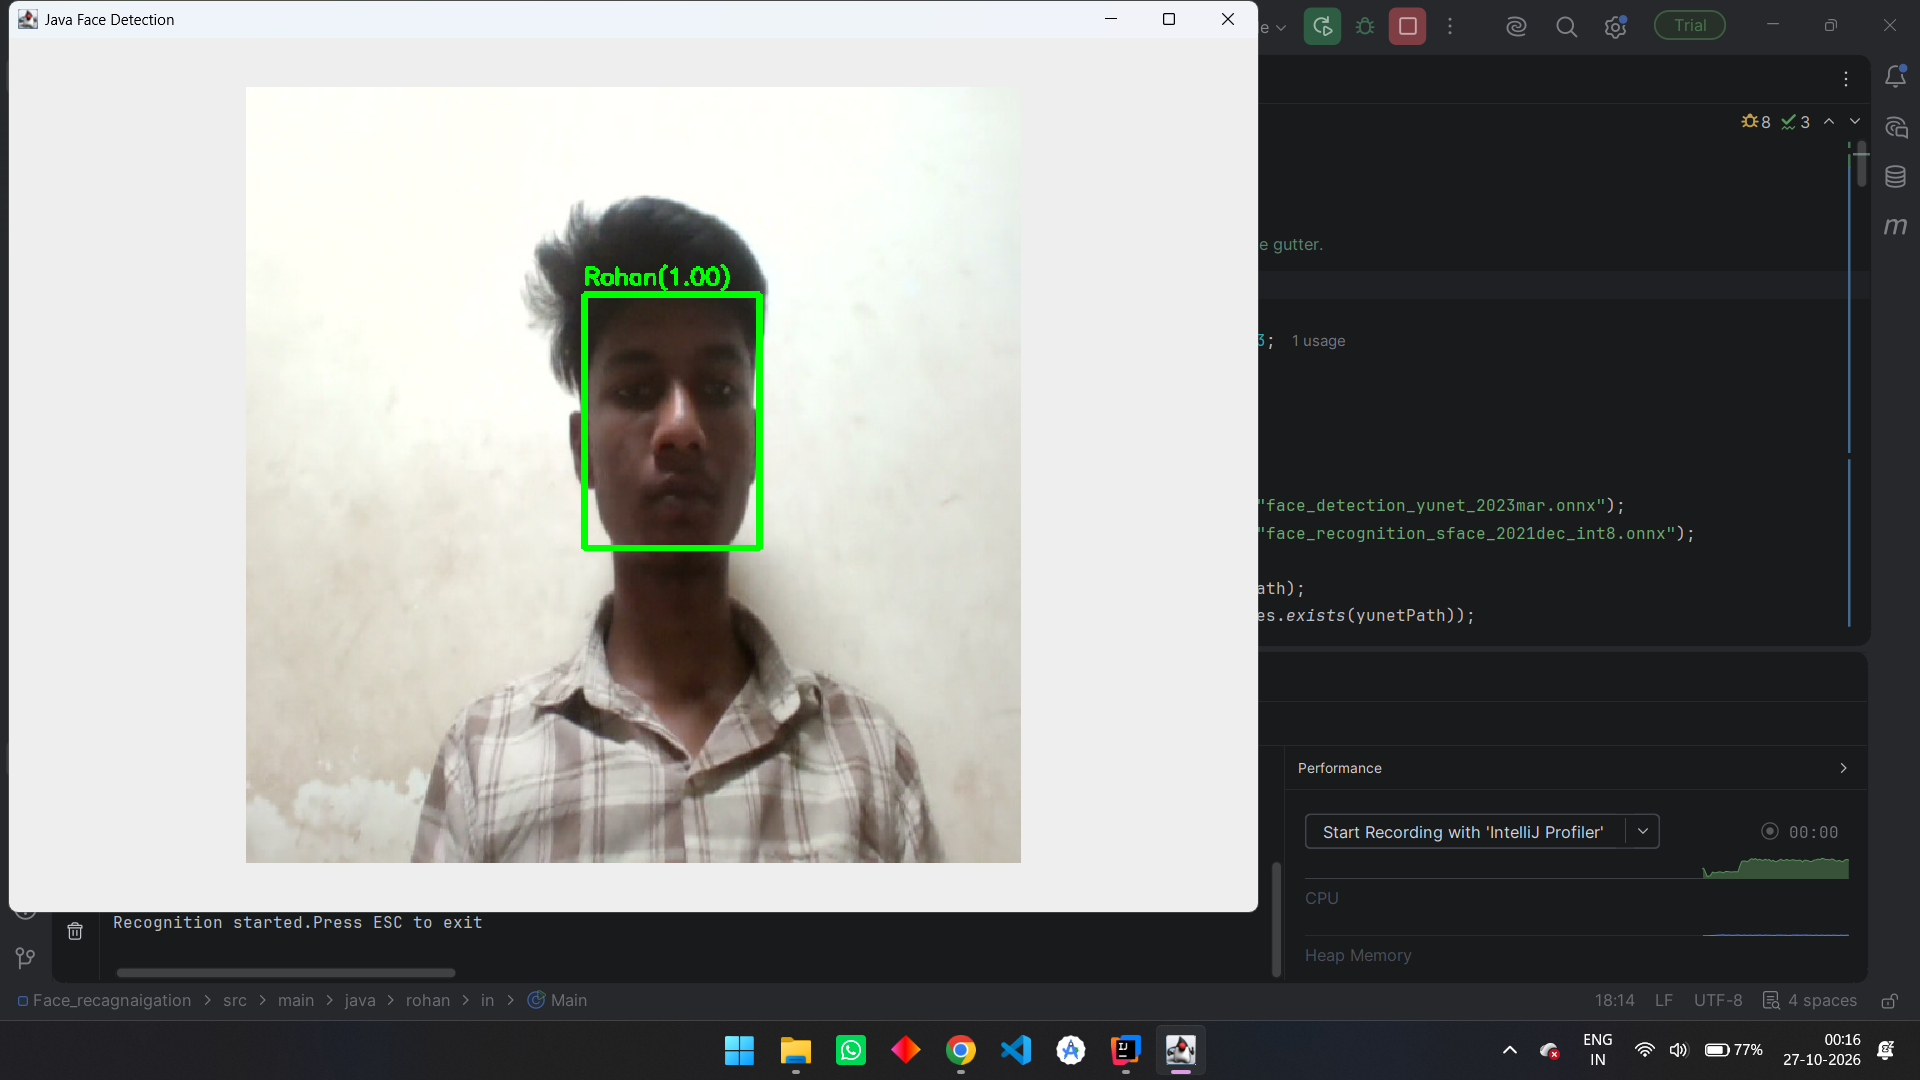 Java Face Detection
e
Trial
8 3
e gutter.
3; 1 usage
Rohan(1.00)
"face_detection_yunet_2023mar.onnx");
"face_recognition_sface_2021dec_int8.onnx");
ath);
es.exists(yunetPath));
m
Performance
Start Recording with 'IntelliJ Profiler'
00:00
CPU
Heap Memory
Recognition started.Press ESC to exit
Face_recagnaigation > src > main > java > rohan > in > Main
18:14 LF UTF-8 4 spaces
ENG
IN
77%
00:16
27-10-2026